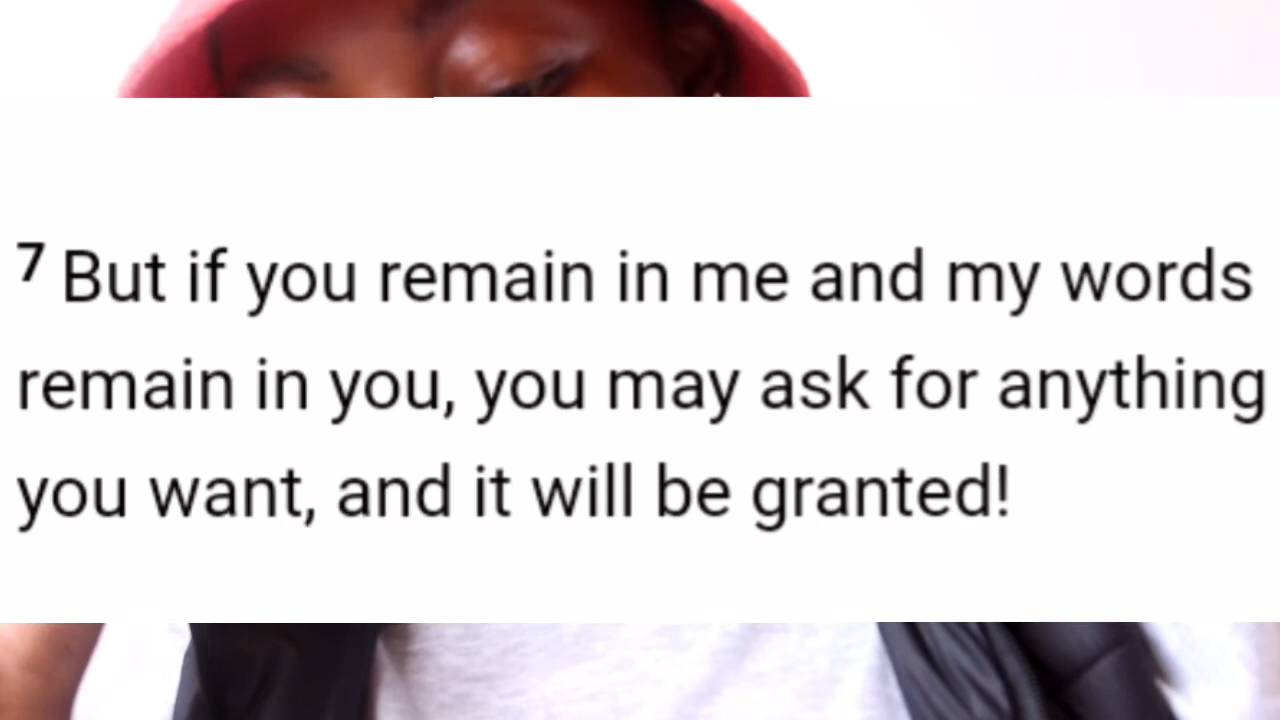 7 But if you remain in me and my words
remain in you, you may ask for anything
you want, and it will be granted!